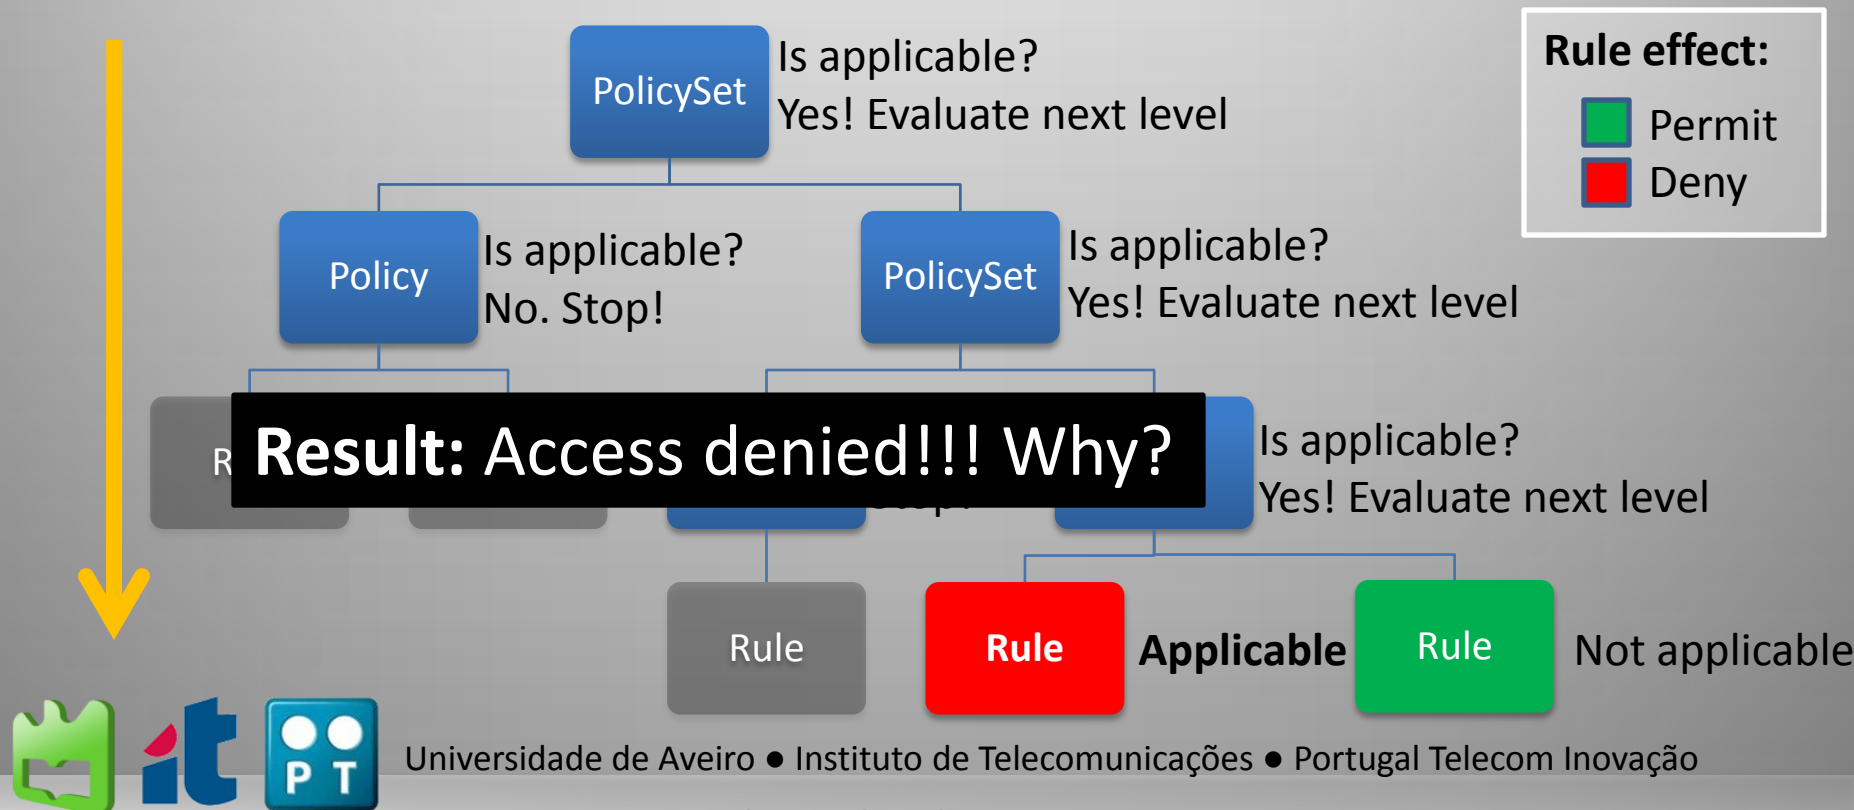 PolicySet
Is applicable?
Yes! Evaluate next level
Rule effect:
Permit
Deny
Policy
Is applicable?
No. Stop!
PolicySet
Is applicable?
Yes! Evaluate next level
Result: Access denied!!! Why?
Is applicable?
Yes! Evaluate next level
Rule
Rule
Applicable
Rule
Not applicable
it
P T
Universidade de Aveiro ● Instituto de Telecomunicações ● Portugal Telecom Inovação